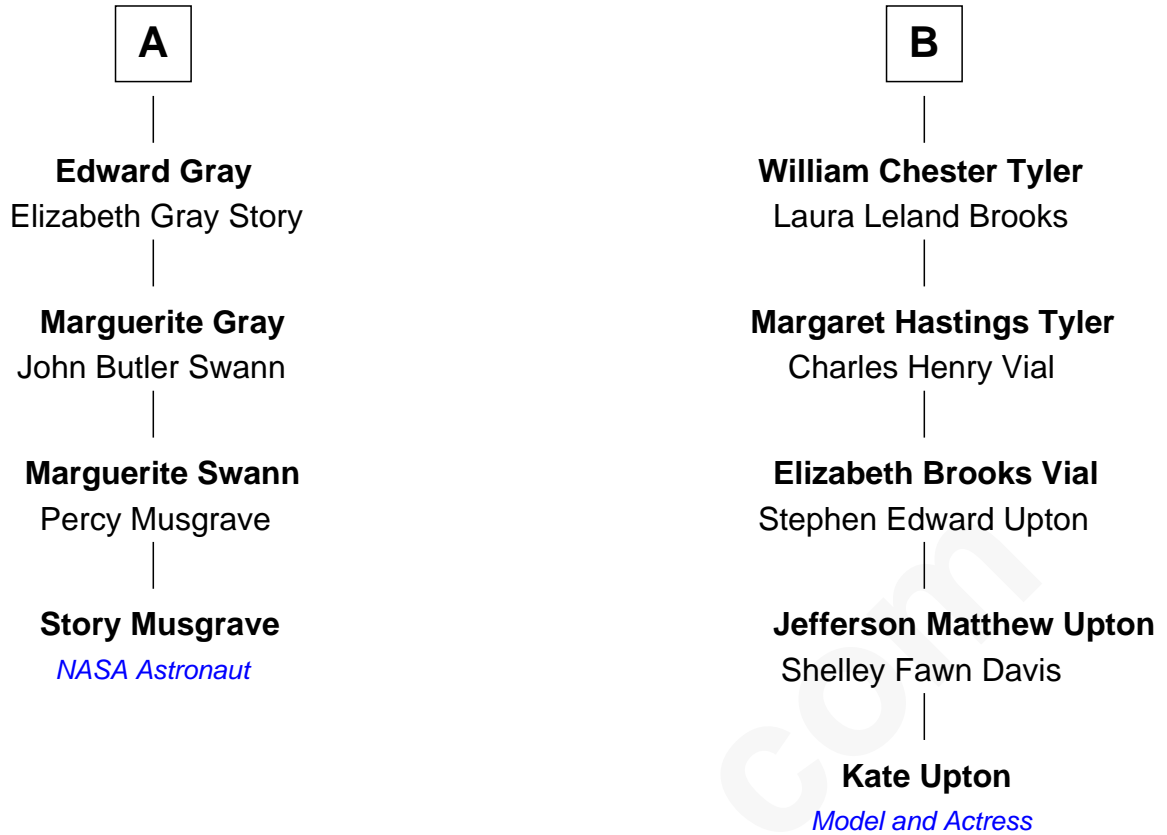 A
Edward Gray
Elizabeth Gray Story
Marguerite Gray
John Butler Swann
Marguerite Swann
Percy Musgrave
Story Musgrave
NASA Astronaut
B
William Chester Tyler
Laura Leland Brooks
Margaret Hastings Tyler
Charles Henry Vial
Elizabeth Brooks Vial
Stephen Edward Upton
Jefferson Matthew Upton
Shelley Fawn Davis
Kate Upton
Model and Actress
com